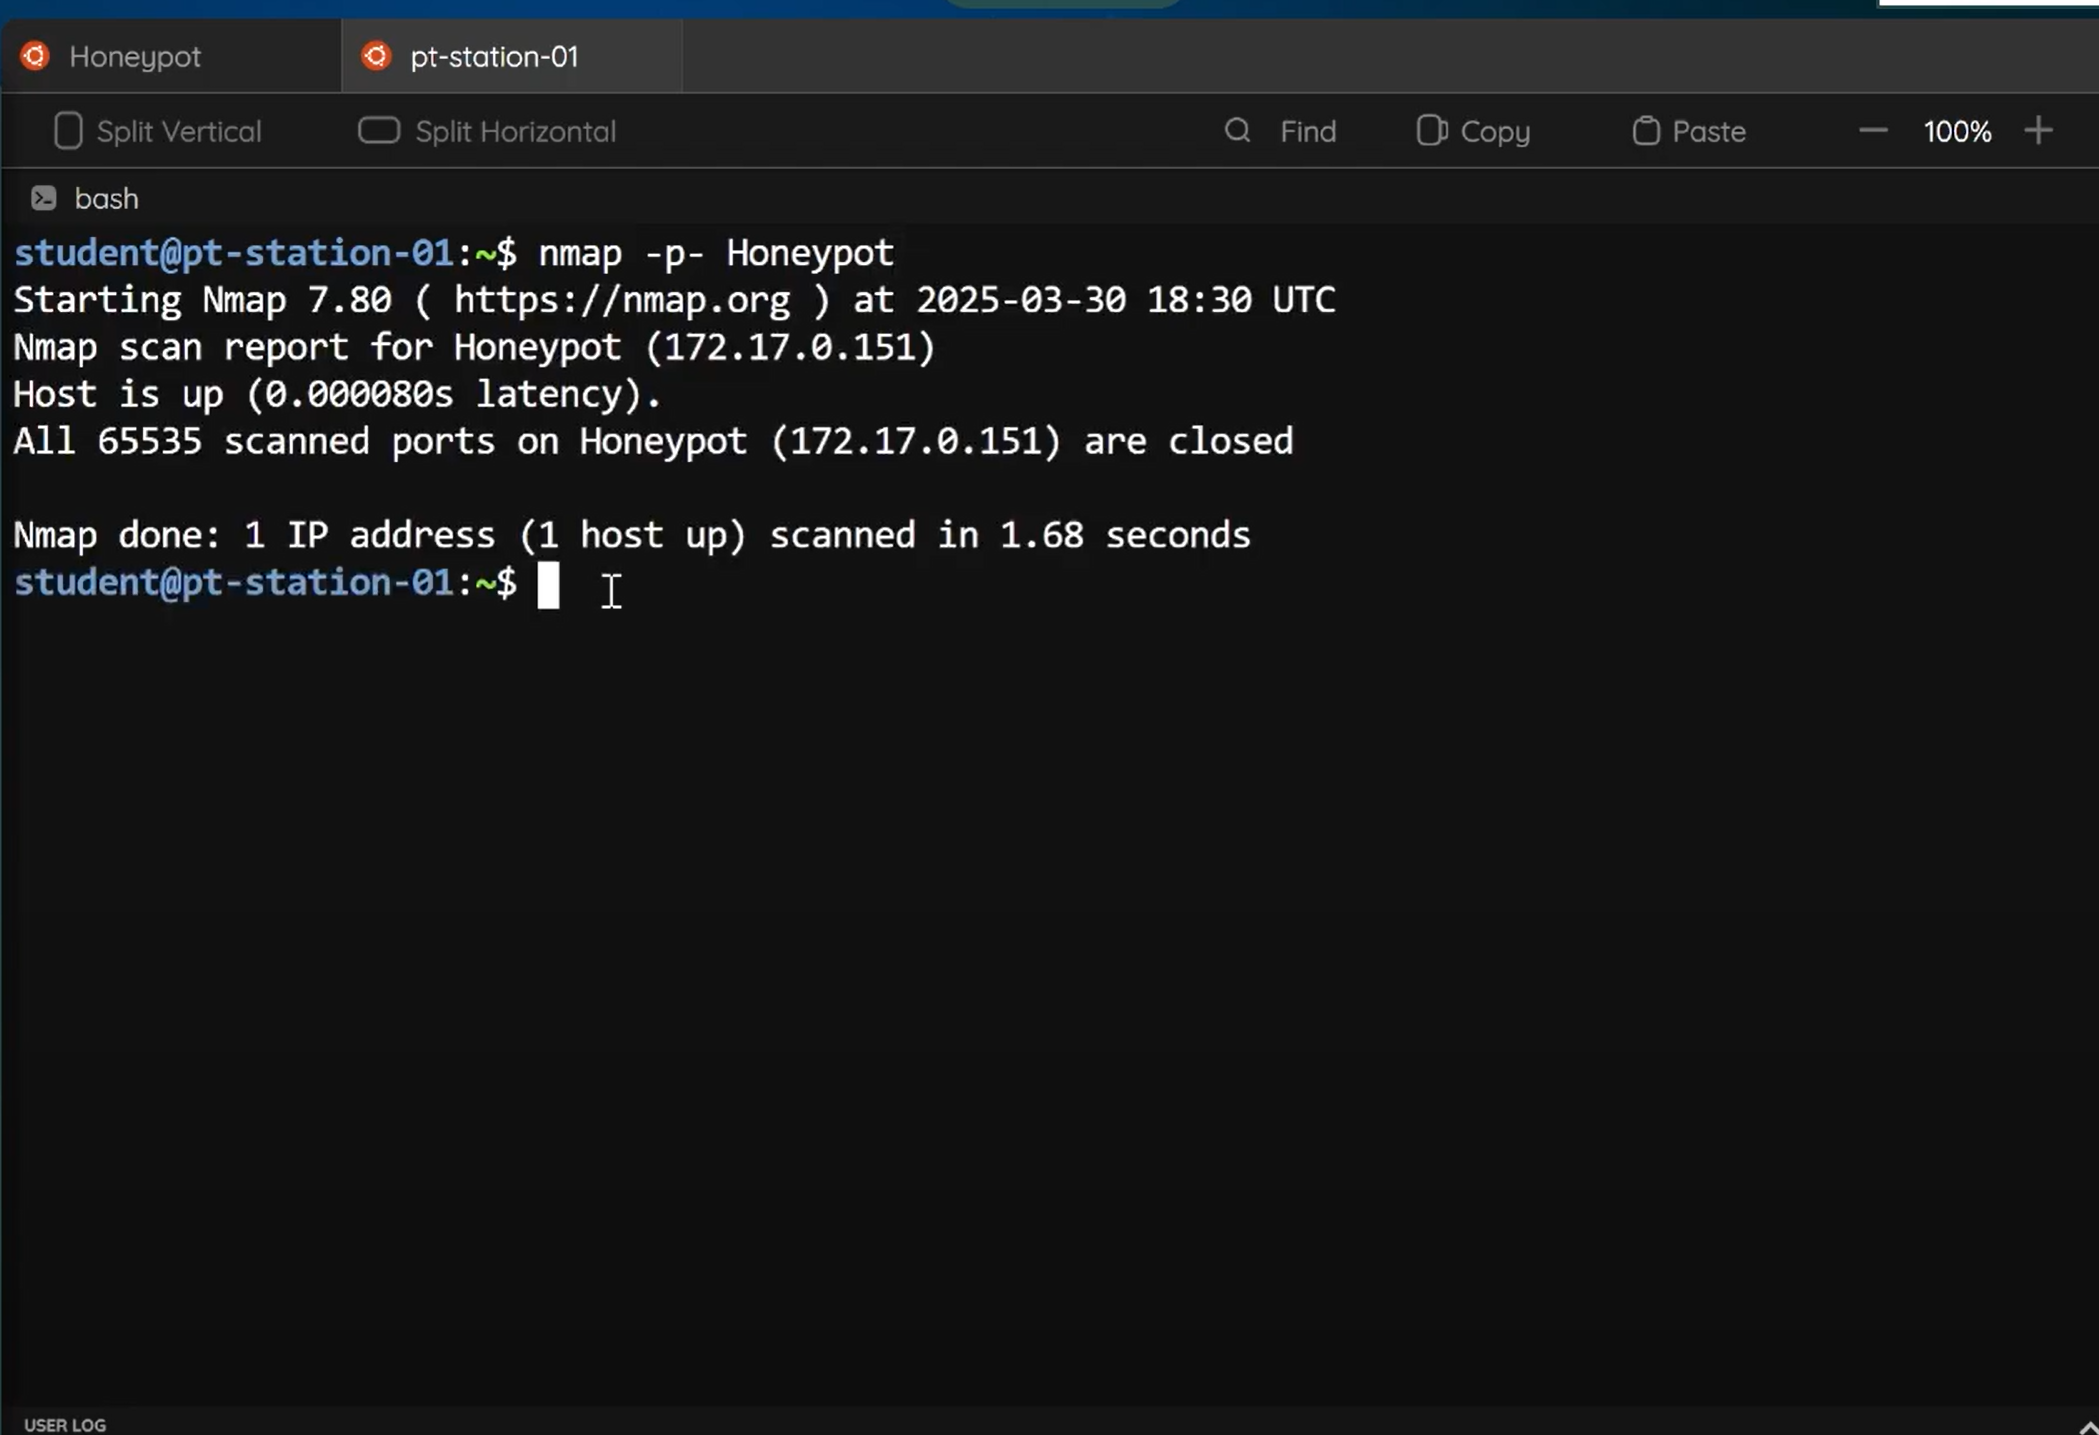 Honeypot
pt-station-01
Split Vertical
Split Horizontal
Find
Copy
Paste
100%
bash
student@pt-station-01:~$ nmap -p- Honeypot
Starting Nmap 7.80 ( https://nmap.org ) at 2025-03-30 18:30 UTC
Nmap scan report for Honeypot (172.17.0.151)
Host is up (0.000080s latency).
All 65535 scanned ports on Honeypot (172.17.0.151) are closed
Nmap done: 1 IP address (1 host up) scanned in 1.68 seconds
student@pt-station-01:~$
USER LOG